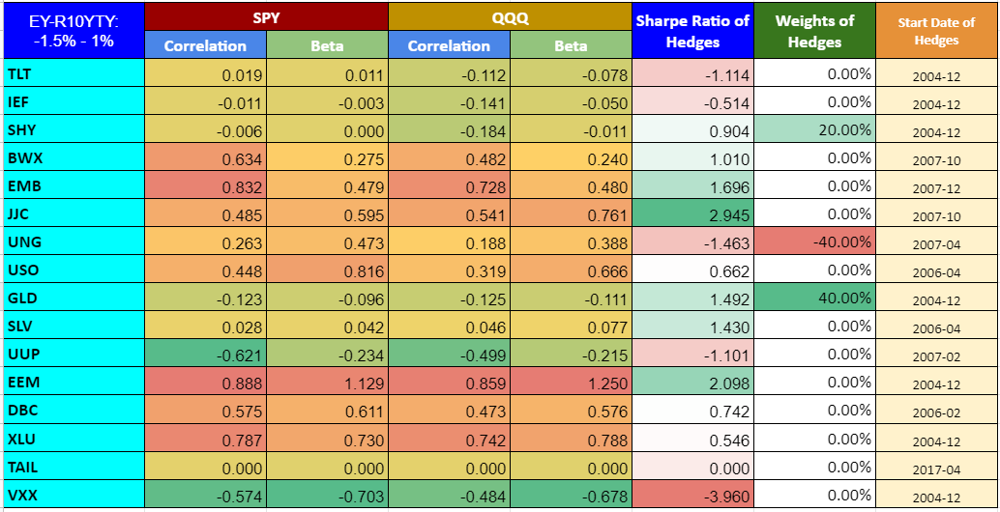 EY-R10YTY: SPY QQQ Sharpe Ratio of Weights of Start Date of
-1.5% - 1% Correlation Beta Correlation Beta Hedges Hedges Hedges
TLT 0.019 0.011 -0.112 -0.078 -1.114 0.00% 2004-12
IEF -0.011 -0.003 -0.141 -0.050 -0.514 0.00% 2004-12
SHY -0.006 0.000 -0.184 -0.011 0.904 20.00% 2004-12
BWX 0.634 0.275 0.482 0.240 1.010 0.00% 2007-10
EMB 0.832 0.479 0.728 0.480 1.696 0.00% 2007-12
JJC 0.485 0.595 0.541 0.761 2.945 0.00% 2007-10
UNG 0.263 0.473 0.188 0.388 -1.463 -40.00% 2007-04
USO 0.448 0.816 0.319 0.666 0.662 0.00% 2006-04
GLD -0.123 -0.096 -0.125 -0.111 1.492 40.00% 2004-12
SLV 0.028 0.042 0.046 0.077 1.430 0.00% 2006-04
UUP -0.621 -0.234 -0.499 -0.215 -1.101 0.00% 2007-02
EEM 0.888 1.129 0.859 1.250 2.098 0.00% 2004-12
DBC 0.575 0.611 0.473 0.576 0.742 0.00% 2006-02
XLU 0.787 0.730 0.742 0.788 0.546 0.00% 2004-12
TAIL 0.000 0.000 0.000 0.000 0.000 0.00% 2017-04
VXX -0.574 -0.703 -0.484 -0.678 -3.960 0.00% 2004-12